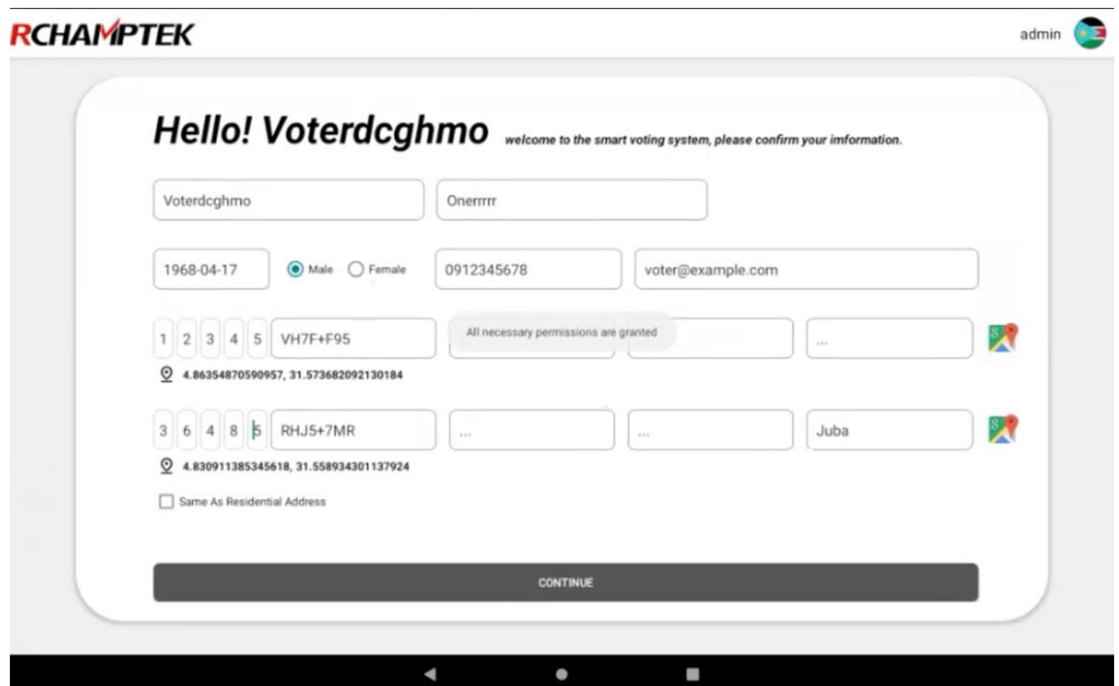 RCHAMPTEK
admin
Hello! Voterdcghmo welcome to the smart voting system, please confirm your imformation.
Voterdcghmo Onerrrrr
1968-04-17 Male Female 0912345678 voter@example.com
1 2 3 4 5 VH7F+F95 All necessary permissions are granted ...
4.86354870590957, 31.573682092130184
3 6 4 8 5 RHJ5+7MR ... ... Juba
4.830911385345618, 31.558934301137924
Same As Residential Address
CONTINUE